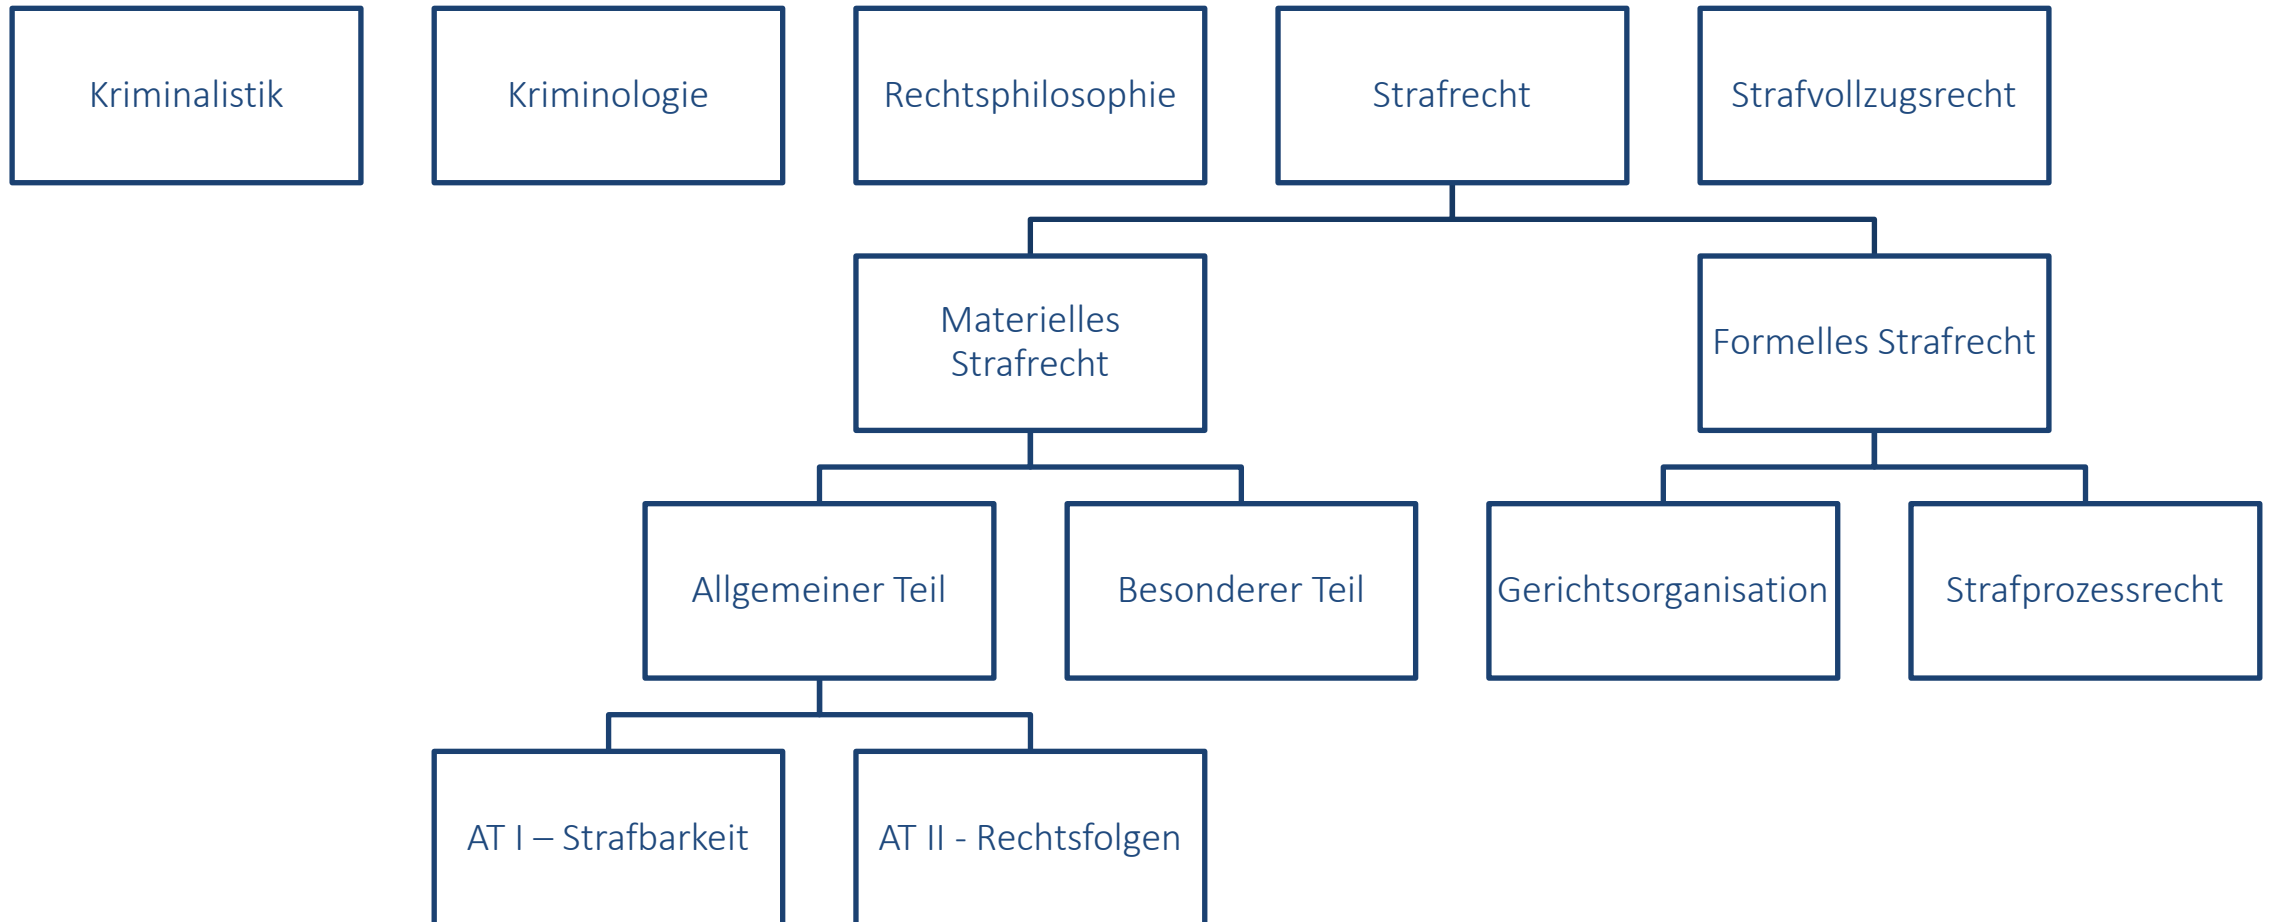 Kriminalistik
Kriminologie
Rechtsphilosophie
Strafrecht
Strafvollzugsrecht
Materielles
Strafrecht
Formelles Strafrecht
Allgemeiner Teil
Besonderer Teil
Gerichtsorganisation
Strafprozessrecht
AT I – Strafbarkeit
AT II - Rechtsfolgen